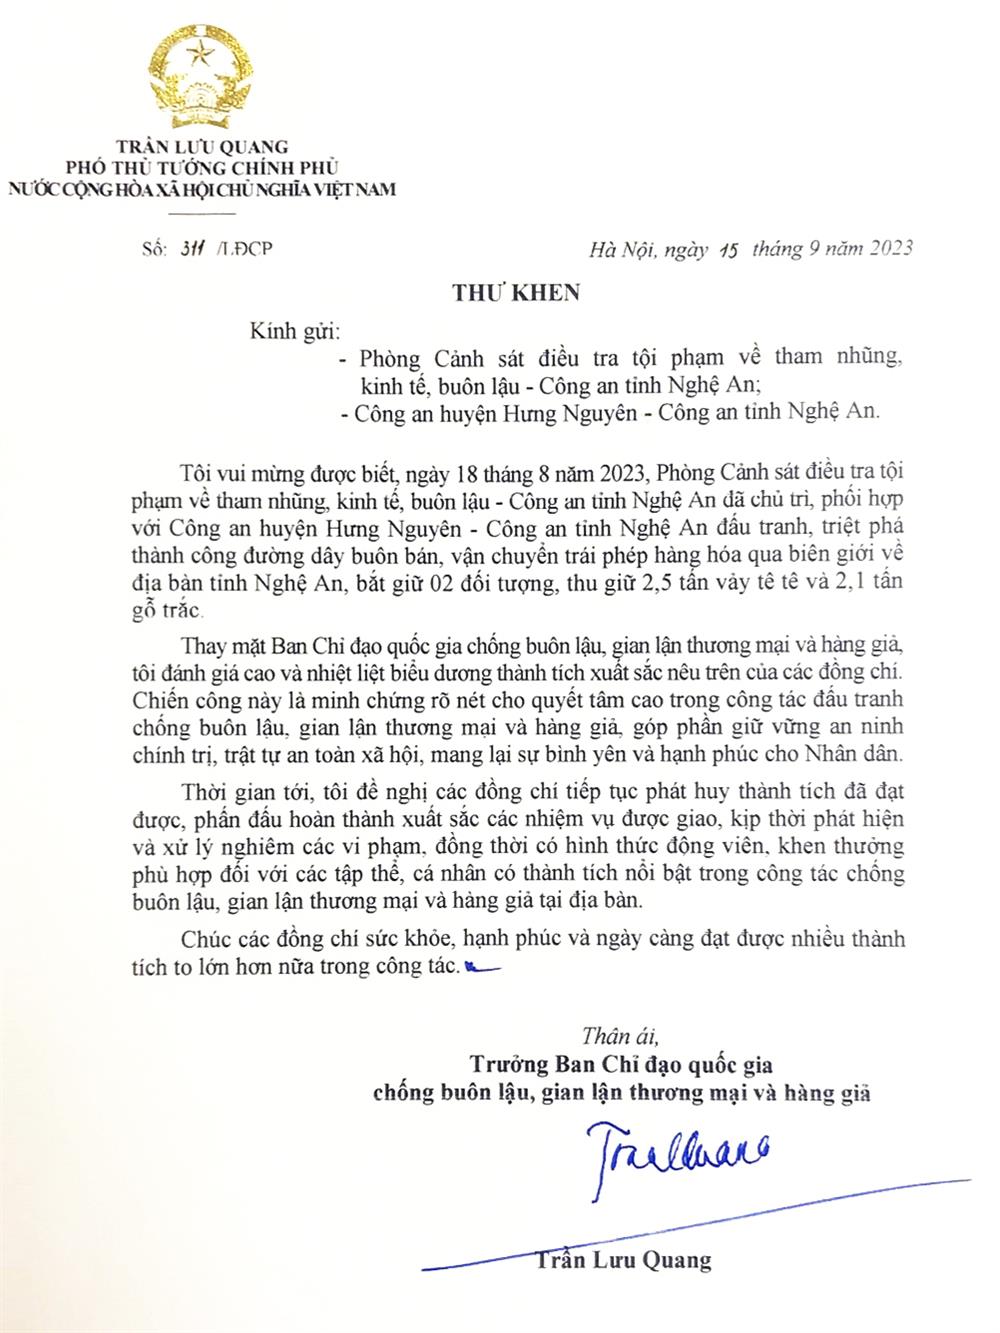 TRẦN LƯU QUANG
PHÓ THỦ TƯỚNG CHÍNH PHỦ
NƯỚC CỘNG HÒA XÃ HỘI CHỦ NGHĨA VIỆT NAM
Số: 311 /LĐCP
Hà Nội, ngày 15 tháng 9 năm 2023
THƯ KHEN
Kính gửi:
- Phòng Cảnh sát điều tra tội phạm về tham nhũng,
kinh tế, buôn lậu - Công an tỉnh Nghệ An;
- Công an huyện Hưng Nguyên - Công an tỉnh Nghệ An.
Tôi vui mừng được biết, ngày 18 tháng 8 năm 2023, Phòng Cảnh sát điều tra tội
phạm về tham nhũng, kinh tế, buôn lậu - Công an tỉnh Nghệ An đã chủ trì, phối hợp
với Công an huyện Hưng Nguyên - Công an tỉnh Nghệ An đấu tranh, triệt phá
thành công đường dây buôn bán, vận chuyển trái phép hàng hóa qua biên giới về
địa bàn tỉnh Nghệ An, bắt giữ 02 đối tượng, thu giữ 2,5 tấn vảy tê tê và 2,1 tấn
gỗ trắc.
Thay mặt Ban Chỉ đạo quốc gia chống buôn lậu, gian lận thương mại và hàng giả,
tôi đánh giá cao và nhiệt liệt biểu dương thành tích xuất sắc nêu trên của các đồng chí.
Chiến công này là minh chứng rõ nét cho quyết tâm cao trong công tác đấu tranh
chống buôn lậu, gian lận thương mại và hàng giả, góp phần giữ vững an ninh
chính trị, trật tự an toàn xã hội, mang lại sự bình yên và hạnh phúc cho Nhân dân.
Thời gian tới, tôi đề nghị các đồng chí tiếp tục phát huy thành tích đã đạt
được, phấn đấu hoàn thành xuất sắc các nhiệm vụ được giao, kịp thời phát hiện
và xử lý nghiêm các vi phạm, đồng thời có hình thức động viên, khen thưởng
phù hợp đối với các tập thể, cá nhân có thành tích nổi bật trong công tác chống
buôn lậu, gian lận thương mại và hàng giả tại địa bàn.
Chúc các đồng chí sức khỏe, hạnh phúc và ngày càng đạt được nhiều thành
tích to lớn hơn nữa trong công tác.
Thân ái,
Trưởng Ban Chỉ đạo quốc gia
chống buôn lậu, gian lận thương mại và hàng giả
Trần Lưu Quang